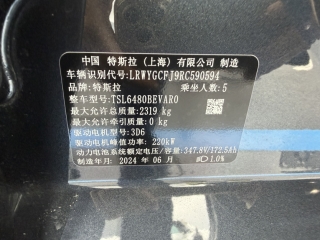 中国 特斯拉（上海）有限公司 制造
车辆识别代号:LRWYGCFJ9RC590594
品牌:特斯拉 乘坐人数:5
整车型号:TSL6480BEVAR0
最大允许总质量:2319 kg
最大允许牵引质量:0 kg
驱动电机型号:3D6
驱动电机峰值功率:220kW
动力电池系统额定电压/容量:347.8V/172.5Ah
制造年月:2024 年 06 月 1.0%